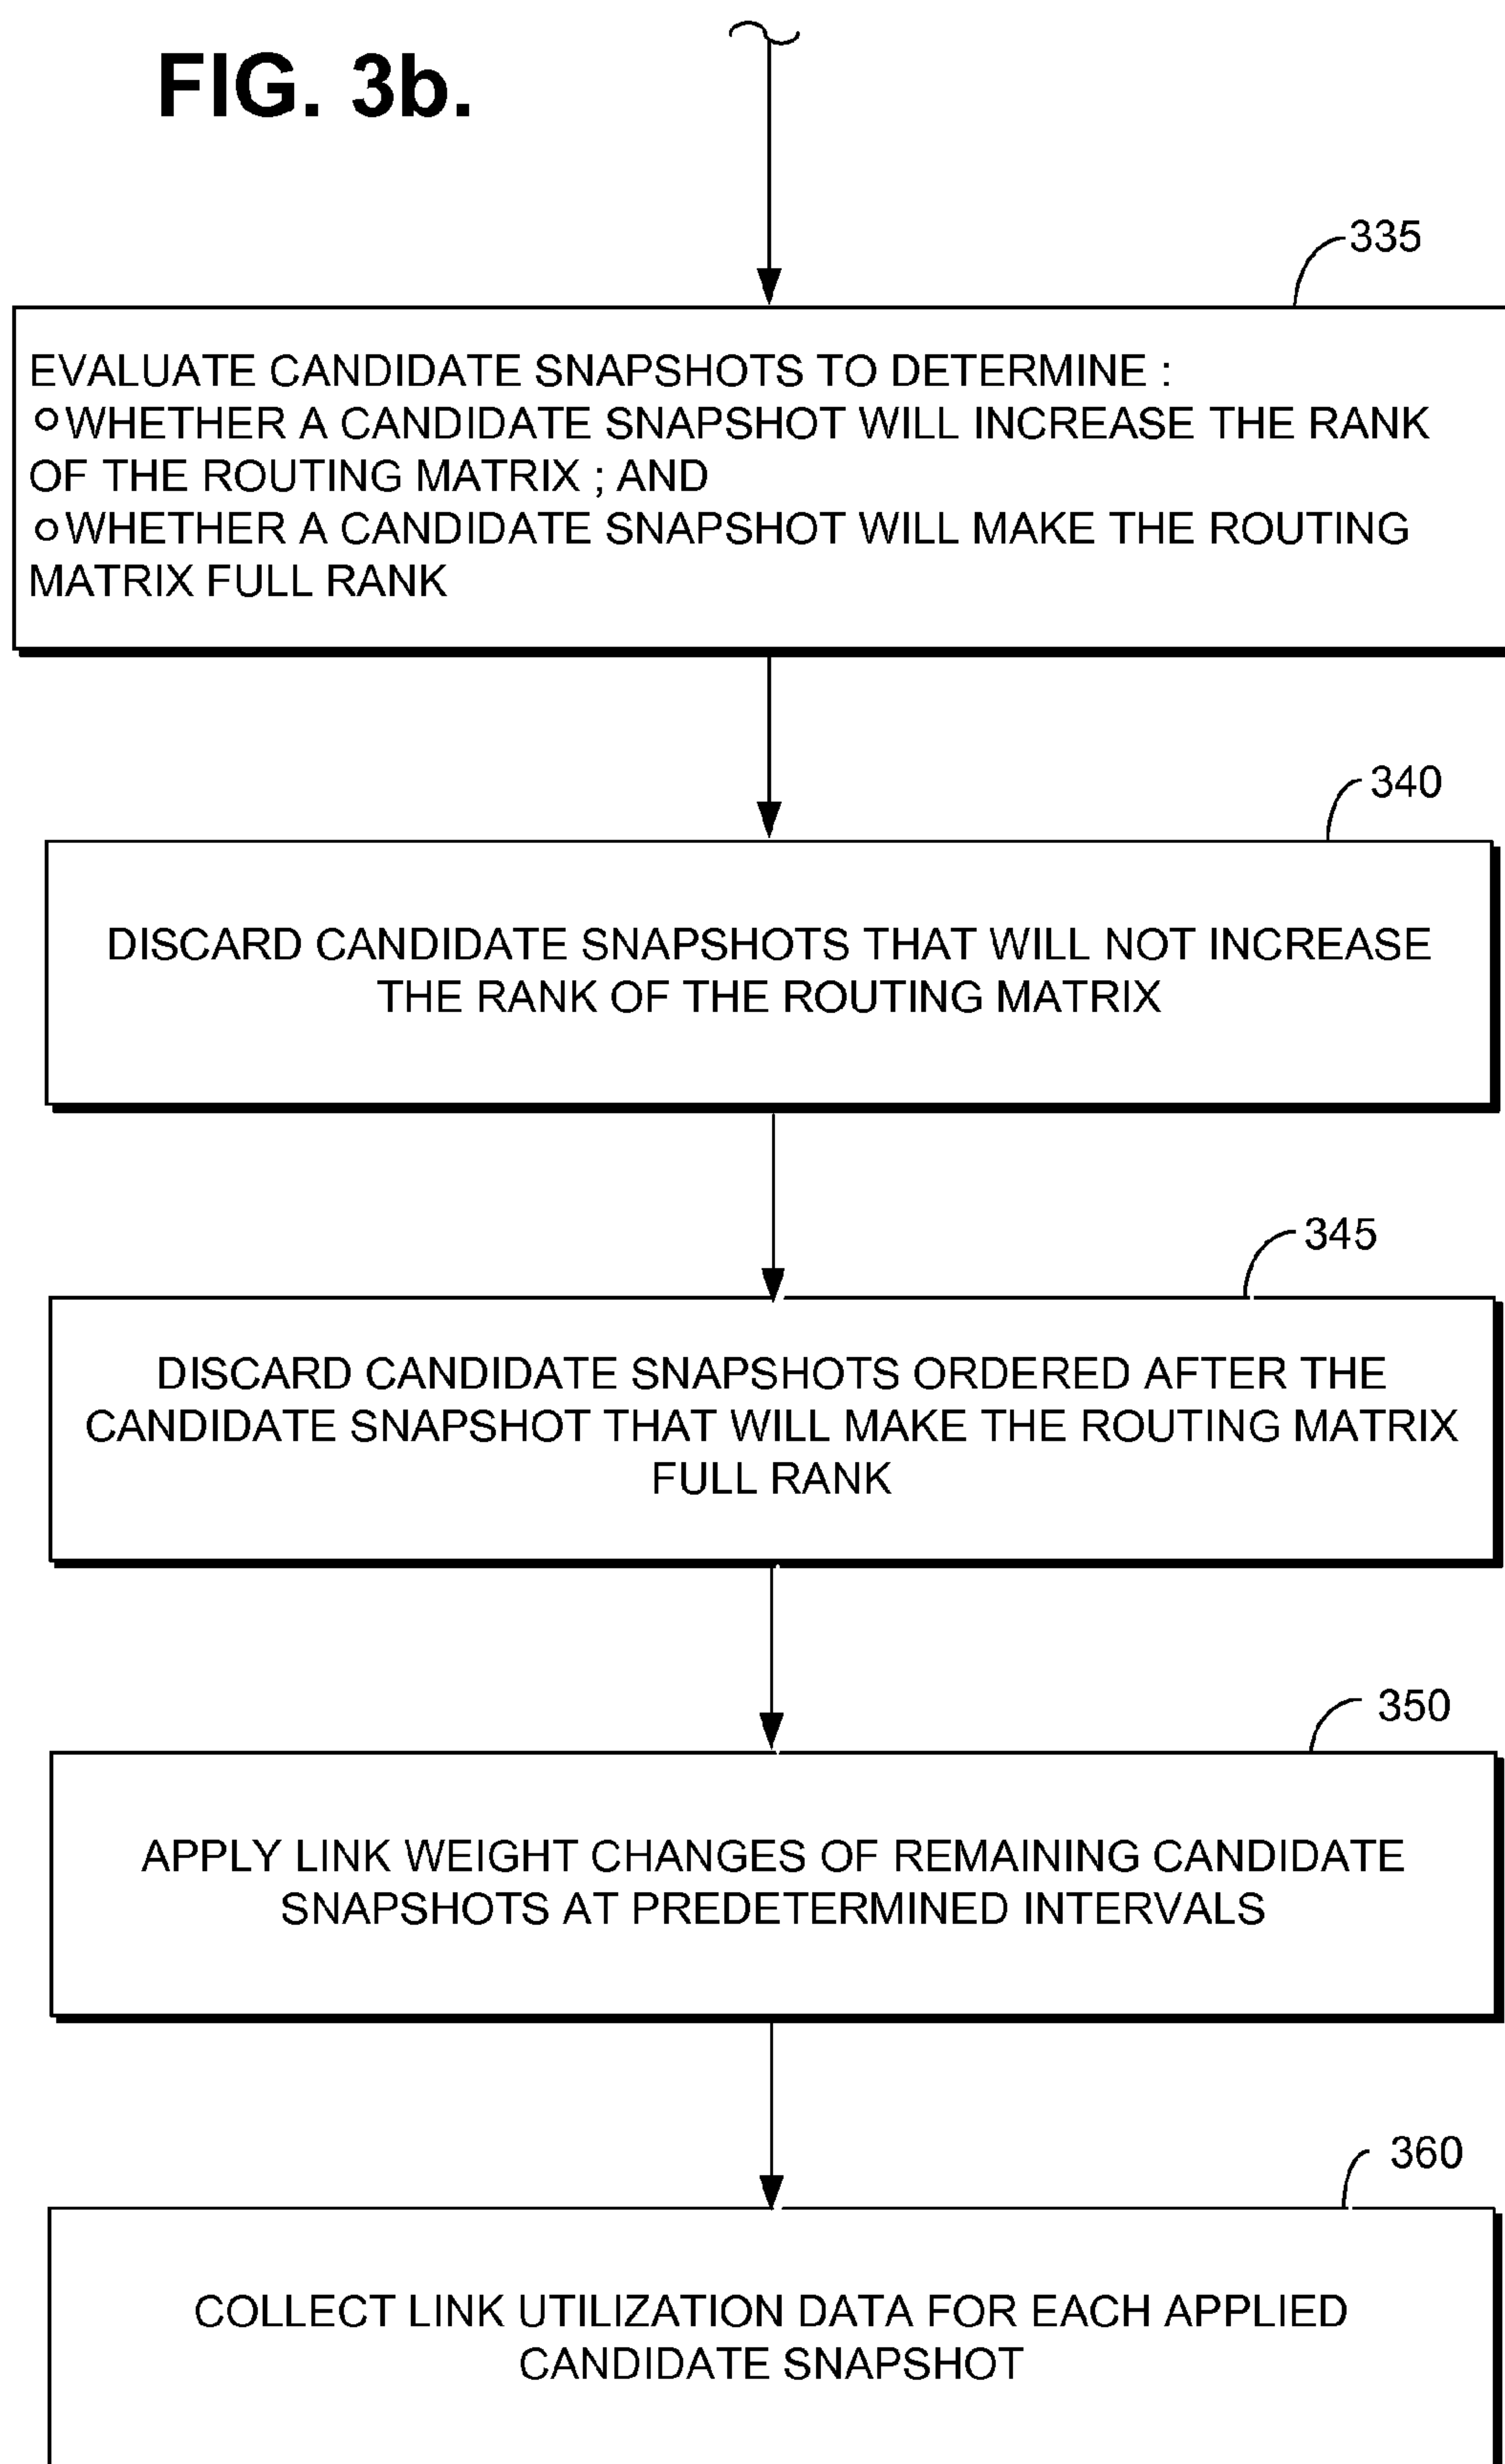 FIG. 3b.
335
EVALUATE CANDIDATE SNAPSHOTS TO DETERMINE :
○ WHETHER A CANDIDATE SNAPSHOT WILL INCREASE THE RANK
OF THE ROUTING MATRIX ; AND
○ WHETHER A CANDIDATE SNAPSHOT WILL MAKE THE ROUTING
MATRIX FULL RANK
340
DISCARD CANDIDATE SNAPSHOTS THAT WILL NOT INCREASE
THE RANK OF THE ROUTING MATRIX
345
DISCARD CANDIDATE SNAPSHOTS ORDERED AFTER THE
CANDIDATE SNAPSHOT THAT WILL MAKE THE ROUTING MATRIX
FULL RANK
350
APPLY LINK WEIGHT CHANGES OF REMAINING CANDIDATE
SNAPSHOTS AT PREDETERMINED INTERVALS
360
COLLECT LINK UTILIZATION DATA FOR EACH APPLIED
CANDIDATE SNAPSHOT